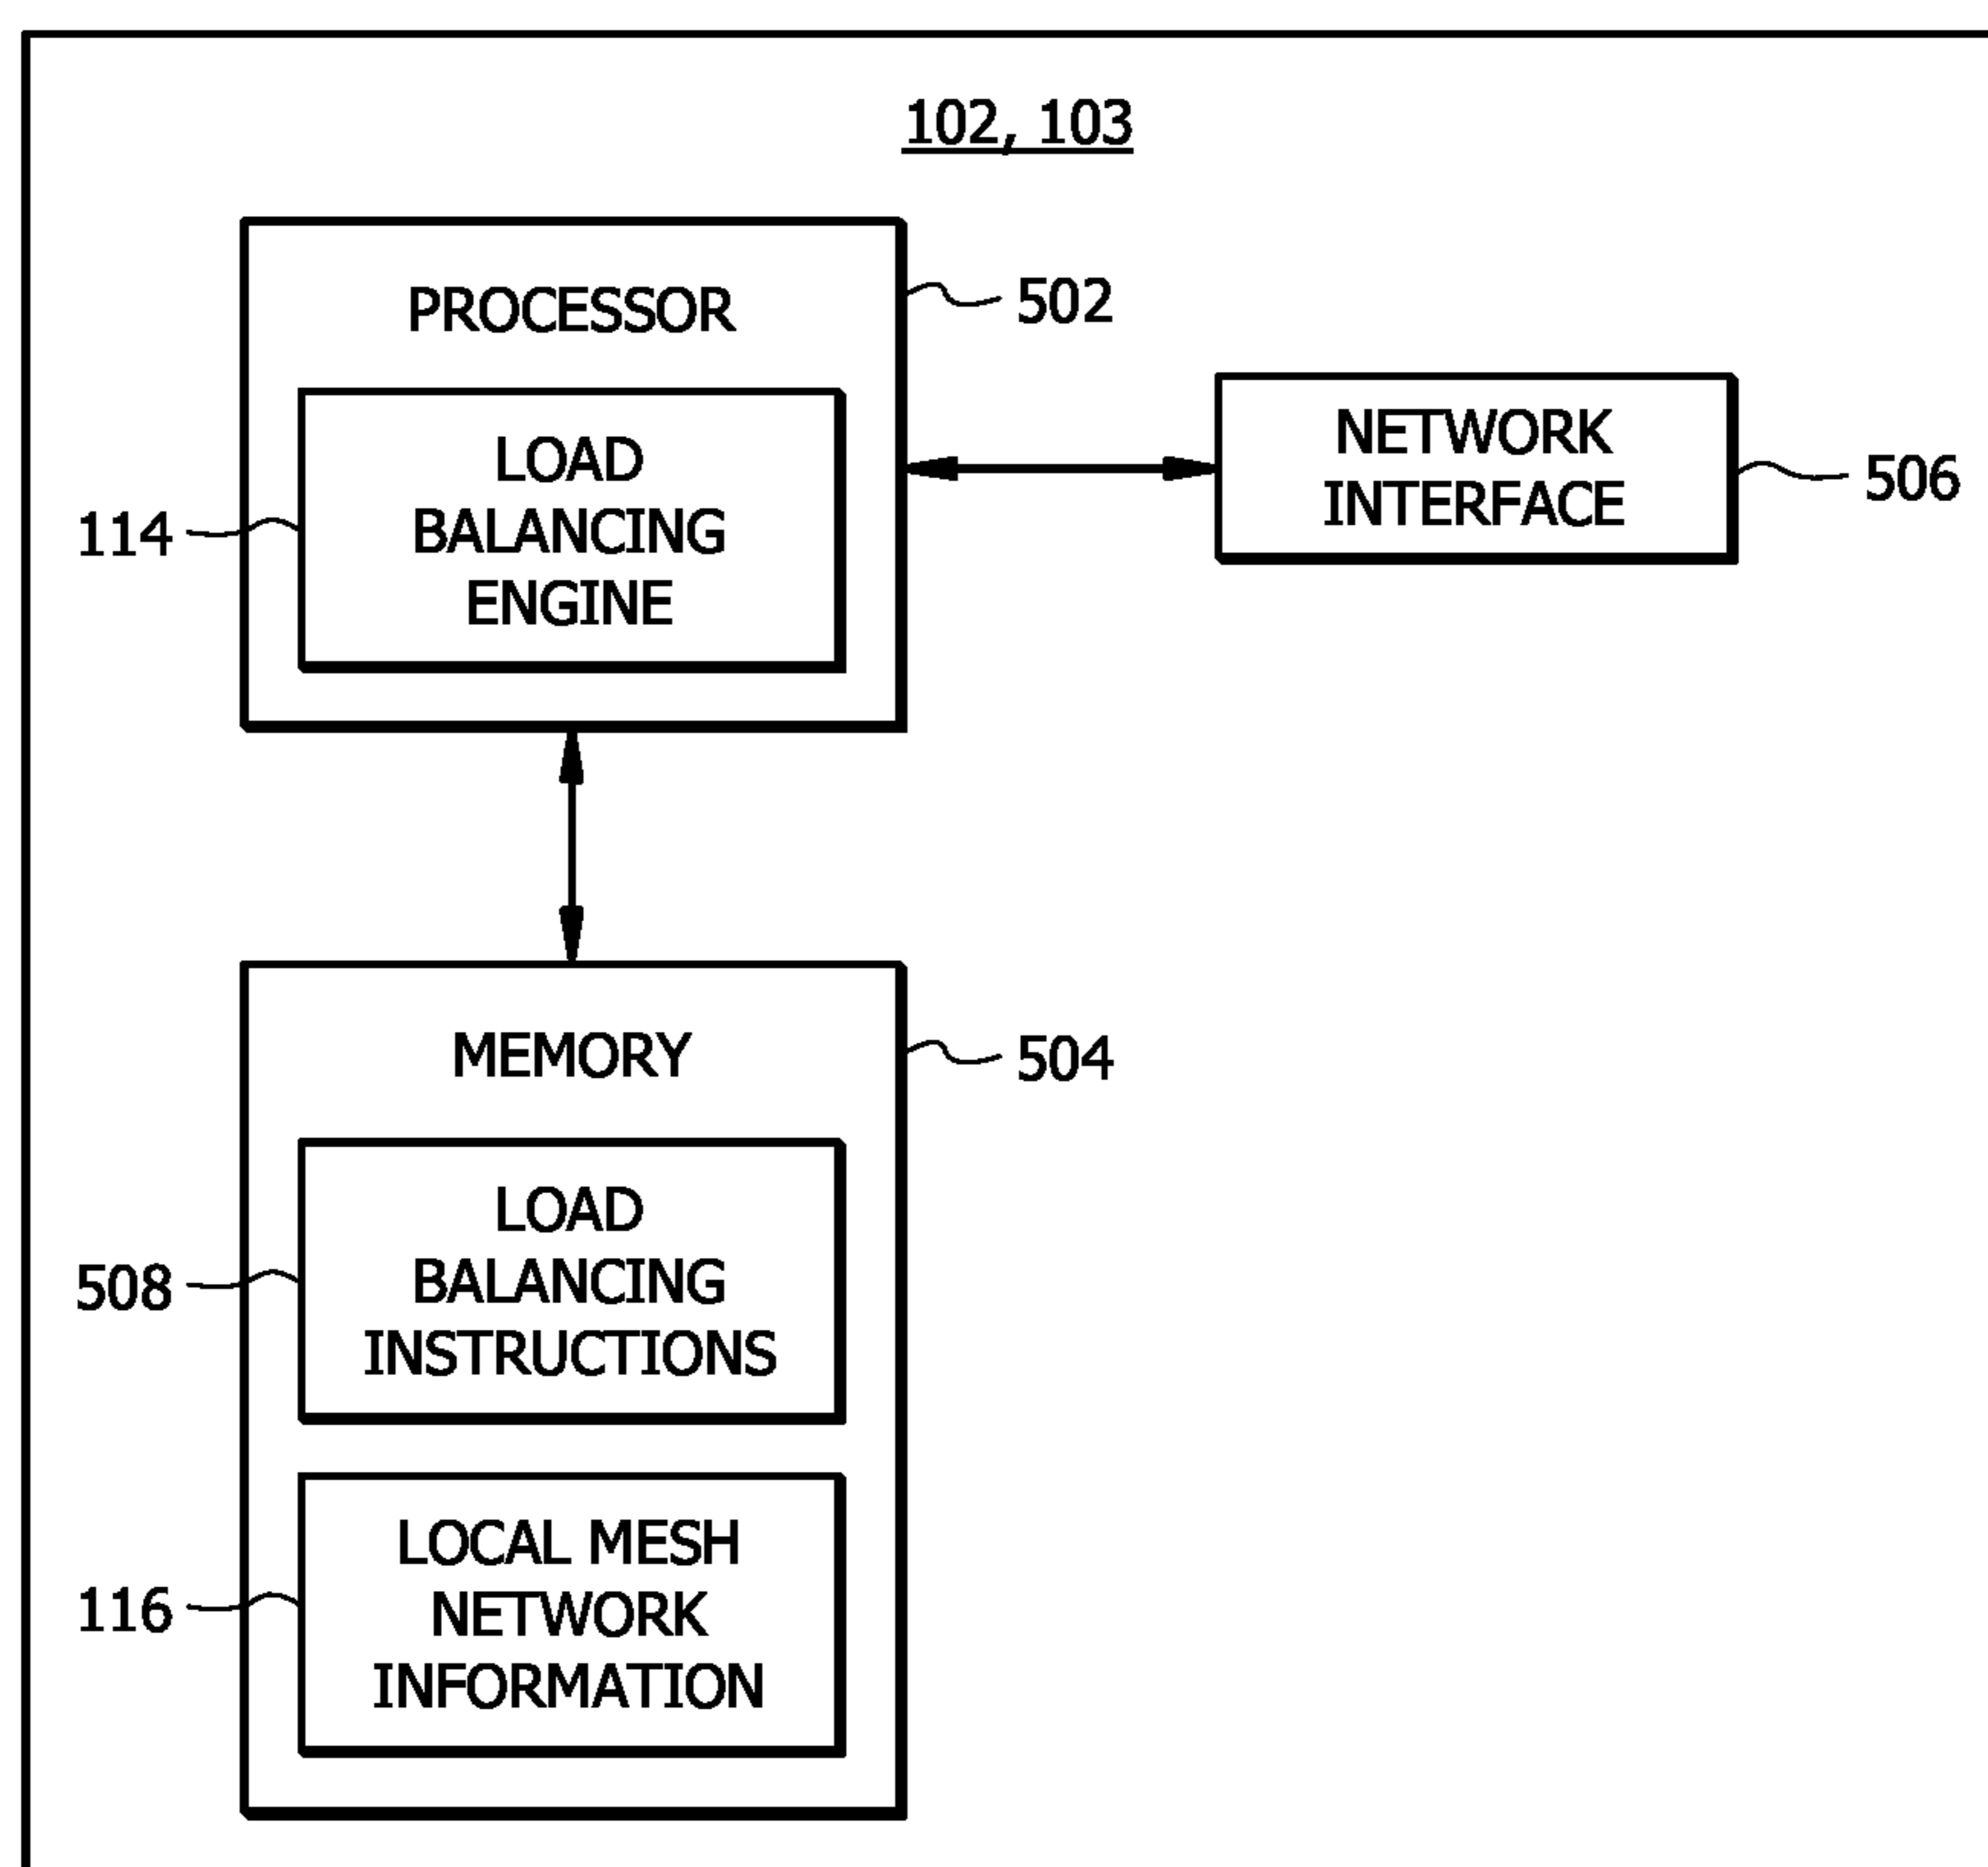 102, 103
PROCESSOR
502
LOAD
BALANCING
ENGINE
114
NETWORK
INTERFACE
506
MEMORY
504
LOAD
BALANCING
INSTRUCTIONS
508
LOCAL MESH
NETWORK
INFORMATION
116